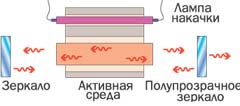 Лампа
накачки
Зеркало
Активная
среда
Полупрозрачное
зеркало